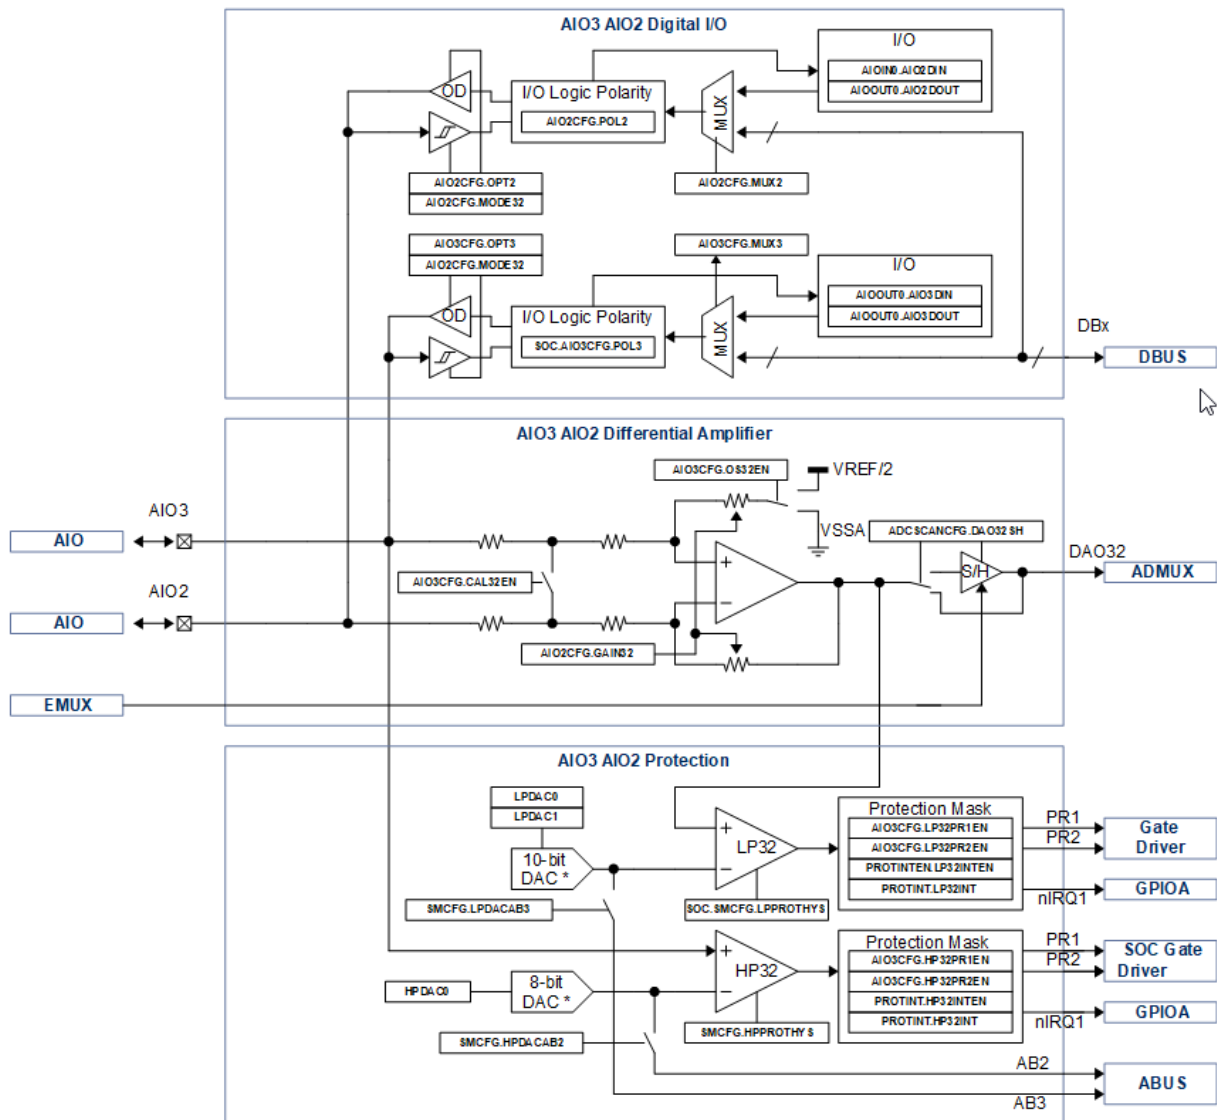 AIO3 AIO2 Digital I/O
I/O
AIOIN0.AIO2DIN
AIOOUT0.AIO2DOUT
OD
I/O Logic Polarity
AIO2CFG.POL2
MUX
AIO2CFG.OPT2
AIO2CFG.MODE32
AIO2CFG.MUX2
AIO3CFG.OPT3
AIO2CFG.MODE32
AIO3CFG.MUX3
I/O
AIOOUT0.AIO3DIN
AIOOUT0.AIO3DOUT
OD
I/O Logic Polarity
SOC.AIO3CFG.POL3
MUX
DBx
DBUS
AIO3 AIO2 Differential Amplifier
AIO3CFG.OS32EN
VREF/2
VSSA
ADCSCANCFG.DAO32SH
AIO3
AIO
+
−
S/H
DAO32
ADMUX
AIO3CFG.CAL32EN
AIO2
AIO
AIO2CFG.GAIN32
EMUX
AIO3 AIO2 Protection
LPDAC0
LPDAC1
10-bit
DAC *
+
−
LP32
Protection Mask
AIO3CFG.LP32PR1EN
AIO3CFG.LP32PR2EN
PROTINTEN.LP32INTEN
PROTINT.LP32INT
PR1
PR2
nIRQ1
Gate
Driver
GPIOA
SMCFG.LPDACAB3
SOC.SMCFG.LPPROTHYS
HPDAC0
8-bit
DAC *
+
−
HP32
Protection Mask
AIO3CFG.HP32PR1EN
AIO3CFG.HP32PR2EN
PROTINT.HP32INTEN
PROTINT.HP32INT
PR1
PR2
nIRQ1
SOC Gate
Driver
GPIOA
SMCFG.HPDACAB2
SMCFG.HPPROTHYS
AB2
AB3
ABUS